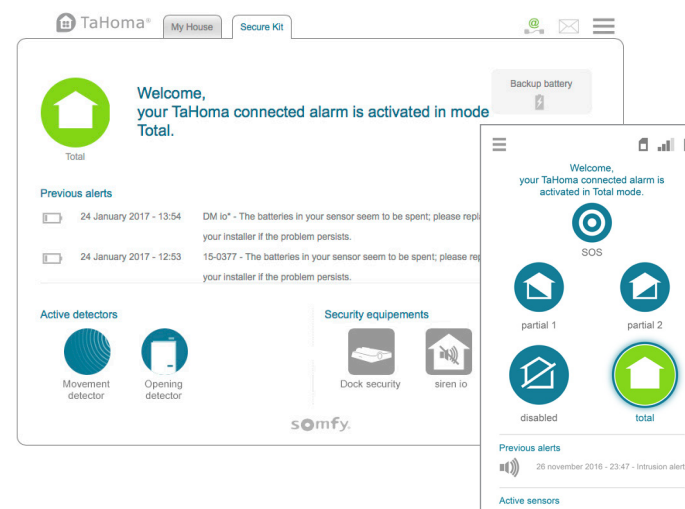 TaHoma®
My House
Secure Kit
@
Backup battery
Welcome,
your TaHoma connected alarm is activated in mode
Total.
Total
Previous alerts
24 January 2017 - 13:54 DM io* - The batteries in your sensor seem to be spent; please
your installer if the problem persists.
24 January 2017 - 12:53 15-0377 - The batteries in your sensor seem to be spent; please
your installer if the problem persists.
Active detectors
Movement
detector
Opening
detector
Security equipements
Dock security
siren io
somfy.
Welcome,
your TaHoma connected alarm is
activated in Total mode.
SOS
partial 1
partial 2
disabled
total
Previous alerts
26 november 2016 - 23:47 - Intrusion alert
Active sensors